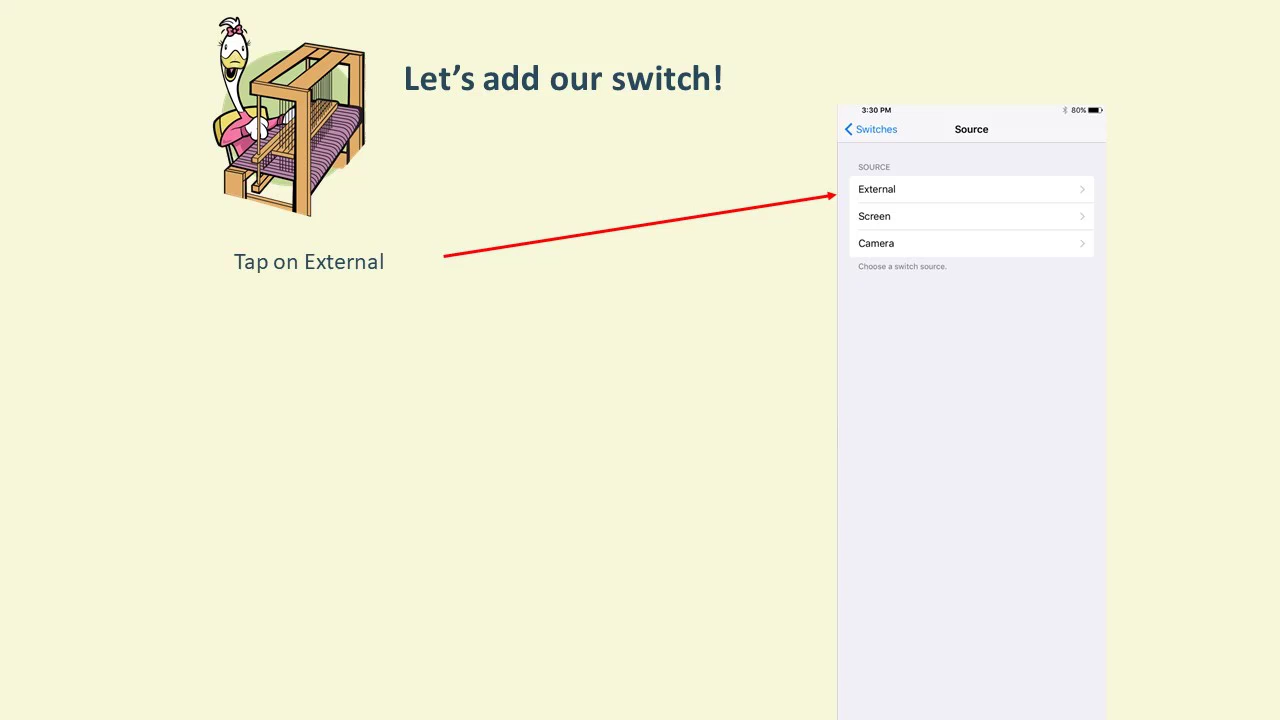 Let’s add our switch!
Tap on External
3:30 PM 80%
Switches Source
SOURCE
External
Screen
Camera
Choose a switch source.